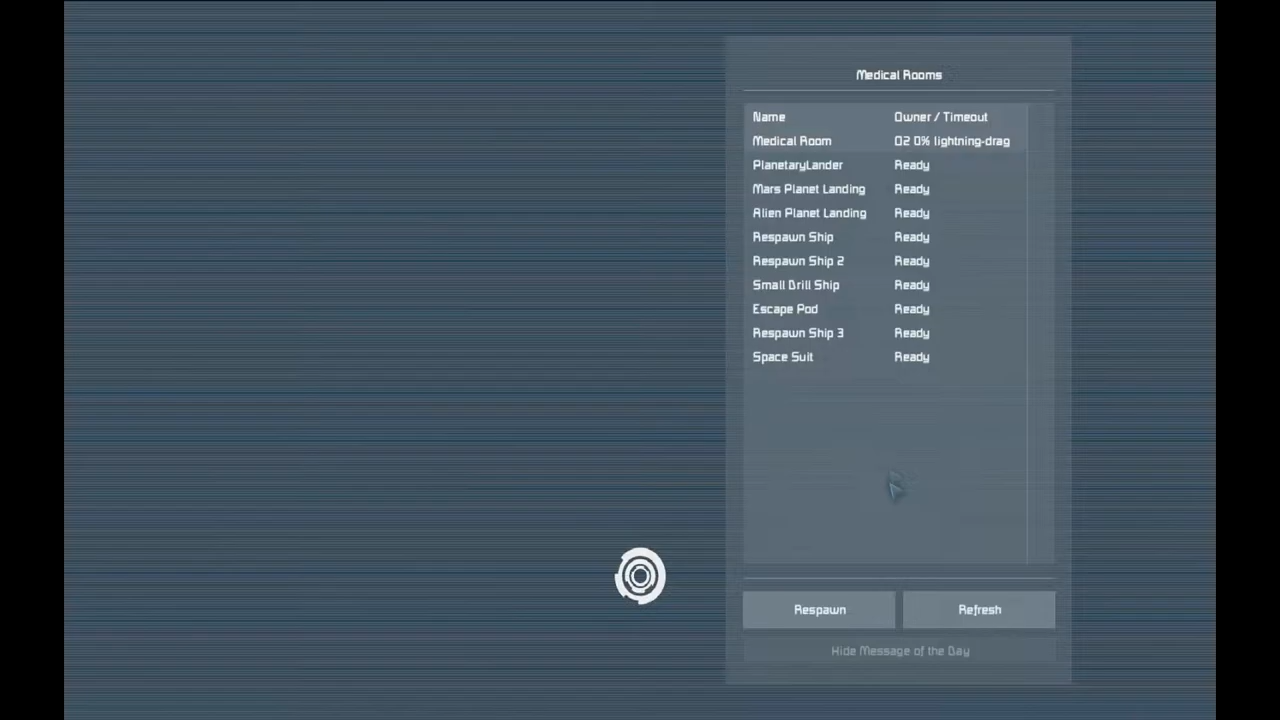 Medical Rooms
Name Owner / Timeout
Medical Room O2 0% lightning-drag
PlanetaryLander Ready
Mars Planet Landing Ready
Alien Planet Landing Ready
Respawn Ship Ready
Respawn Ship 2 Ready
Small Drill Ship Ready
Escape Pod Ready
Respawn Ship 3 Ready
Space Suit Ready
Respawn Refresh
Hide Message of the Day